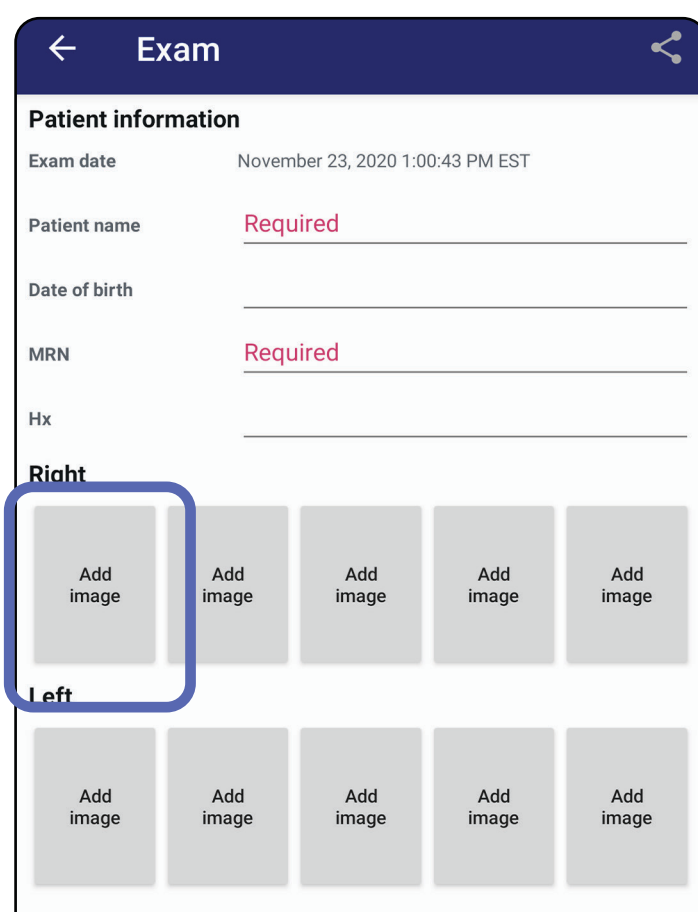 Exam
Patient information
Exam date November 23, 2020 1:00:43 PM EST
Patient name Required
Date of birth
MRN Required
Hx
Right
Add image Add image Add image Add image Add image
Left
Add image Add image Add image Add image Add image